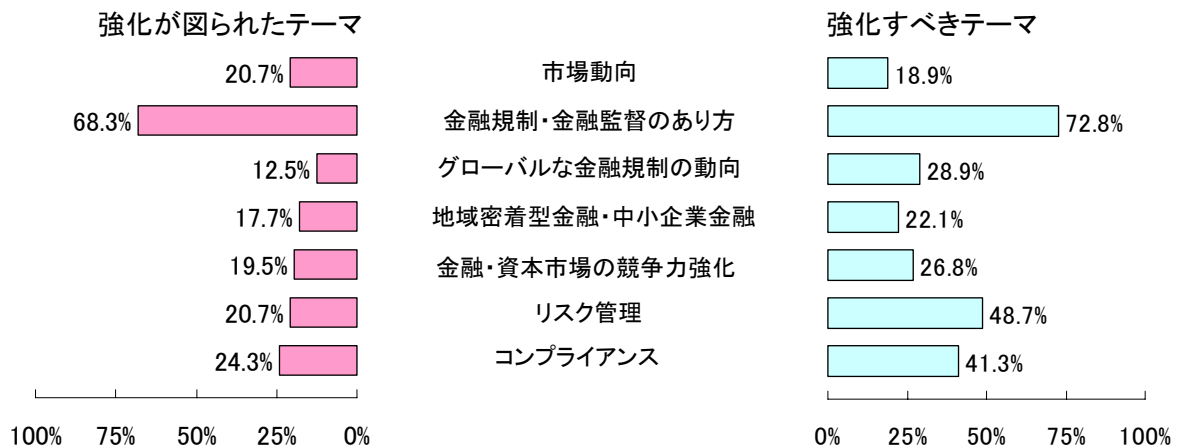 強化が図られたテーマ 強化すべきテーマ
20.7% 市場動向 18.9%
68.3% 金融規制・金融監督のあり方 72.8%
12.5% グローバルな金融規制の動向 28.9%
17.7% 地域密着型金融・中小企業金融 22.1%
19.5% 金融・資本市場の競争力強化 26.8%
20.7% リスク管理 48.7%
24.3% コンプライアンス 41.3%
100% 75% 50% 25% 0% 0% 25% 50% 75% 100%